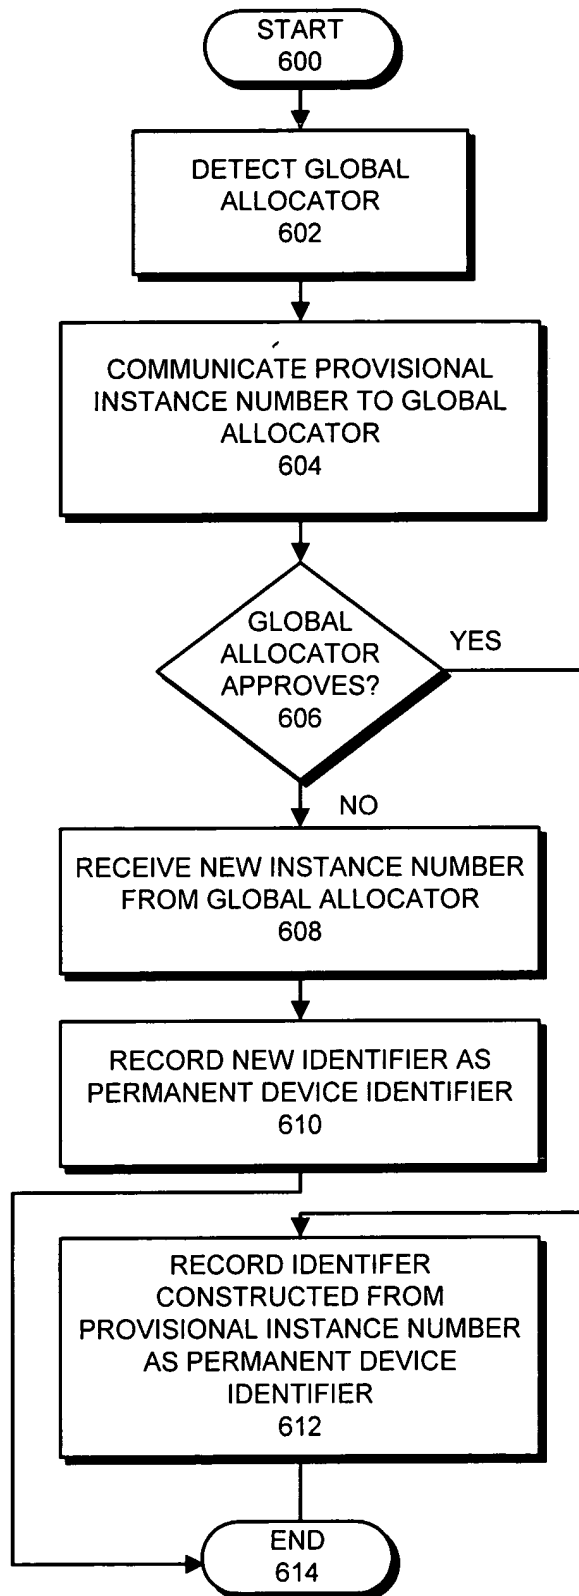 START
600
DETECT GLOBAL
ALLOCATOR
602
COMMUNICATE PROVISIONAL
INSTANCE NUMBER TO GLOBAL
ALLOCATOR
604
GLOBAL
ALLOCATOR
APPROVES?
606
YES
NO
RECEIVE NEW INSTANCE NUMBER
FROM GLOBAL ALLOCATOR
608
RECORD NEW IDENTIFIER AS
PERMANENT DEVICE IDENTIFIER
610
RECORD IDENTIFER
CONSTRUCTED FROM
PROVISIONAL INSTANCE NUMBER
AS PERMANENT DEVICE
IDENTIFIER
612
END
614